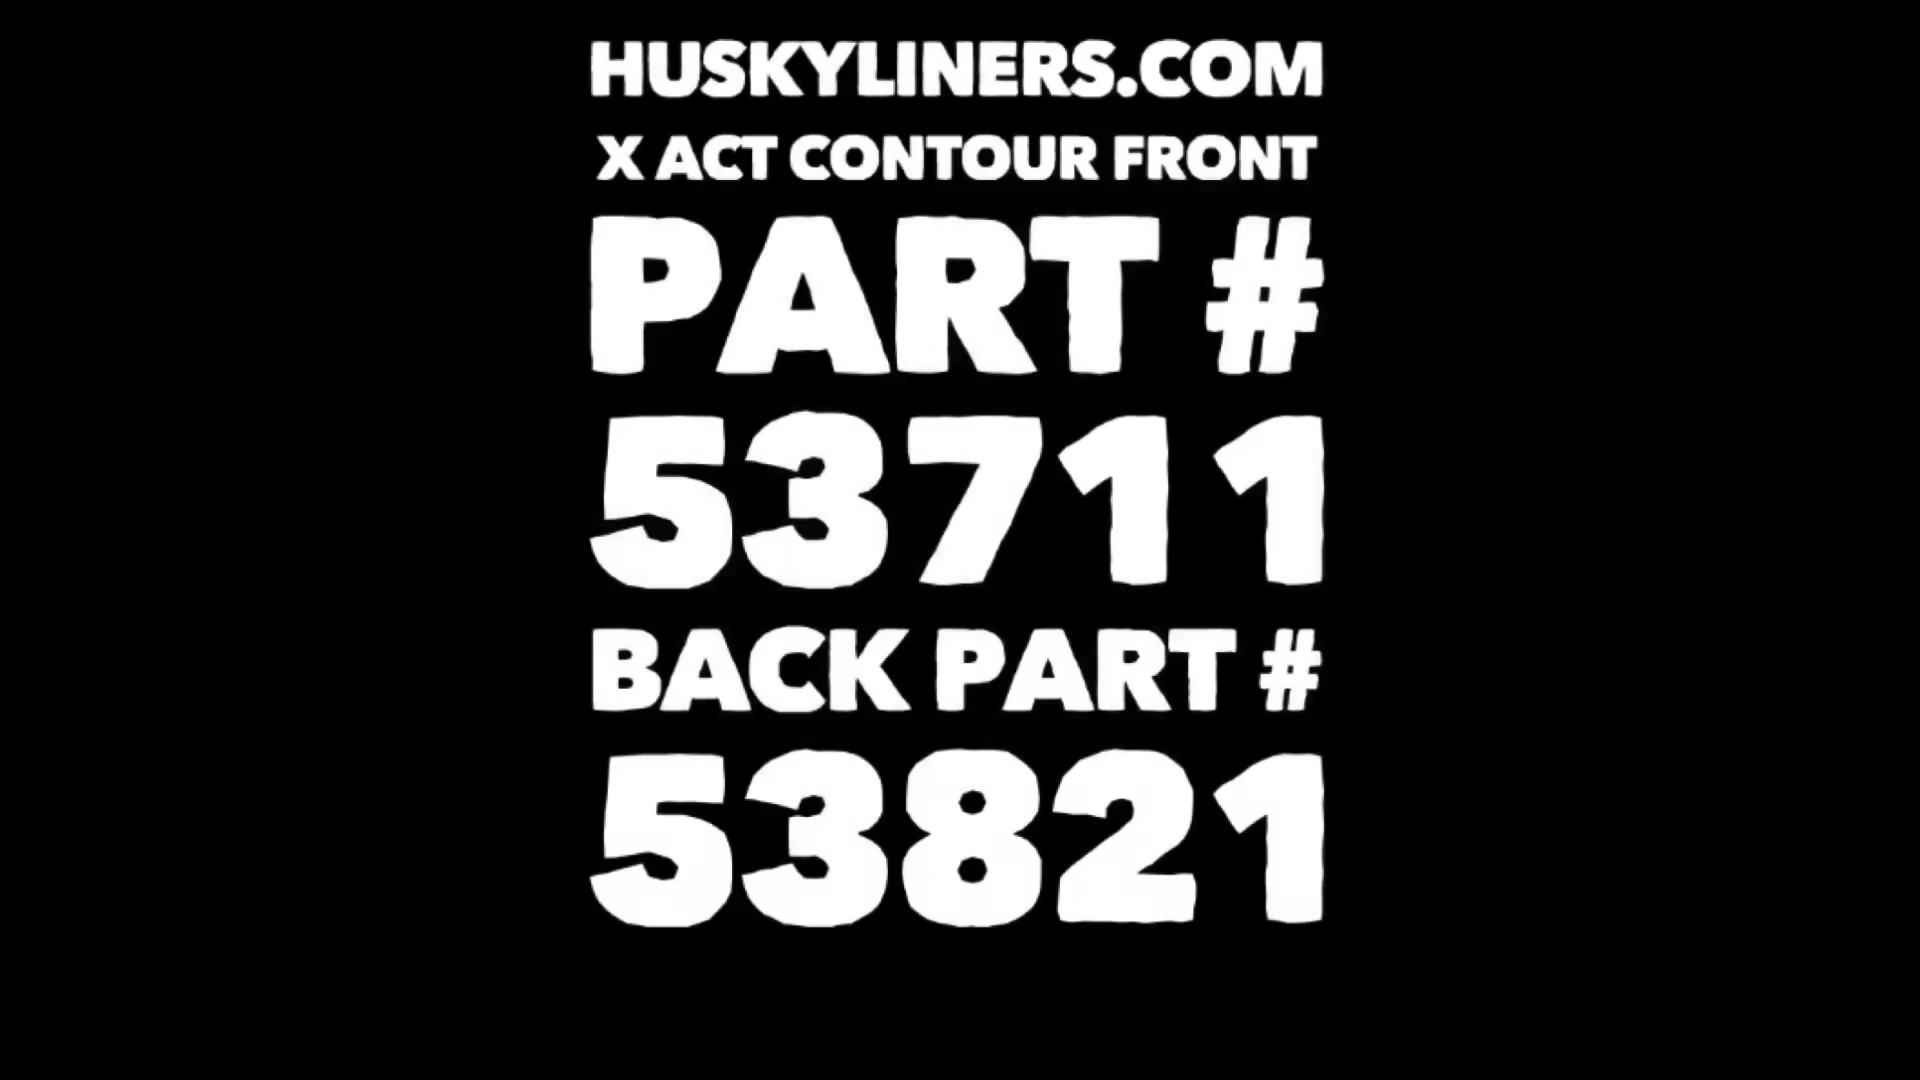 HUSKYLINERS.COM
X ACT CONTOUR FRONT
PART #
53711
BACK PART #
53821